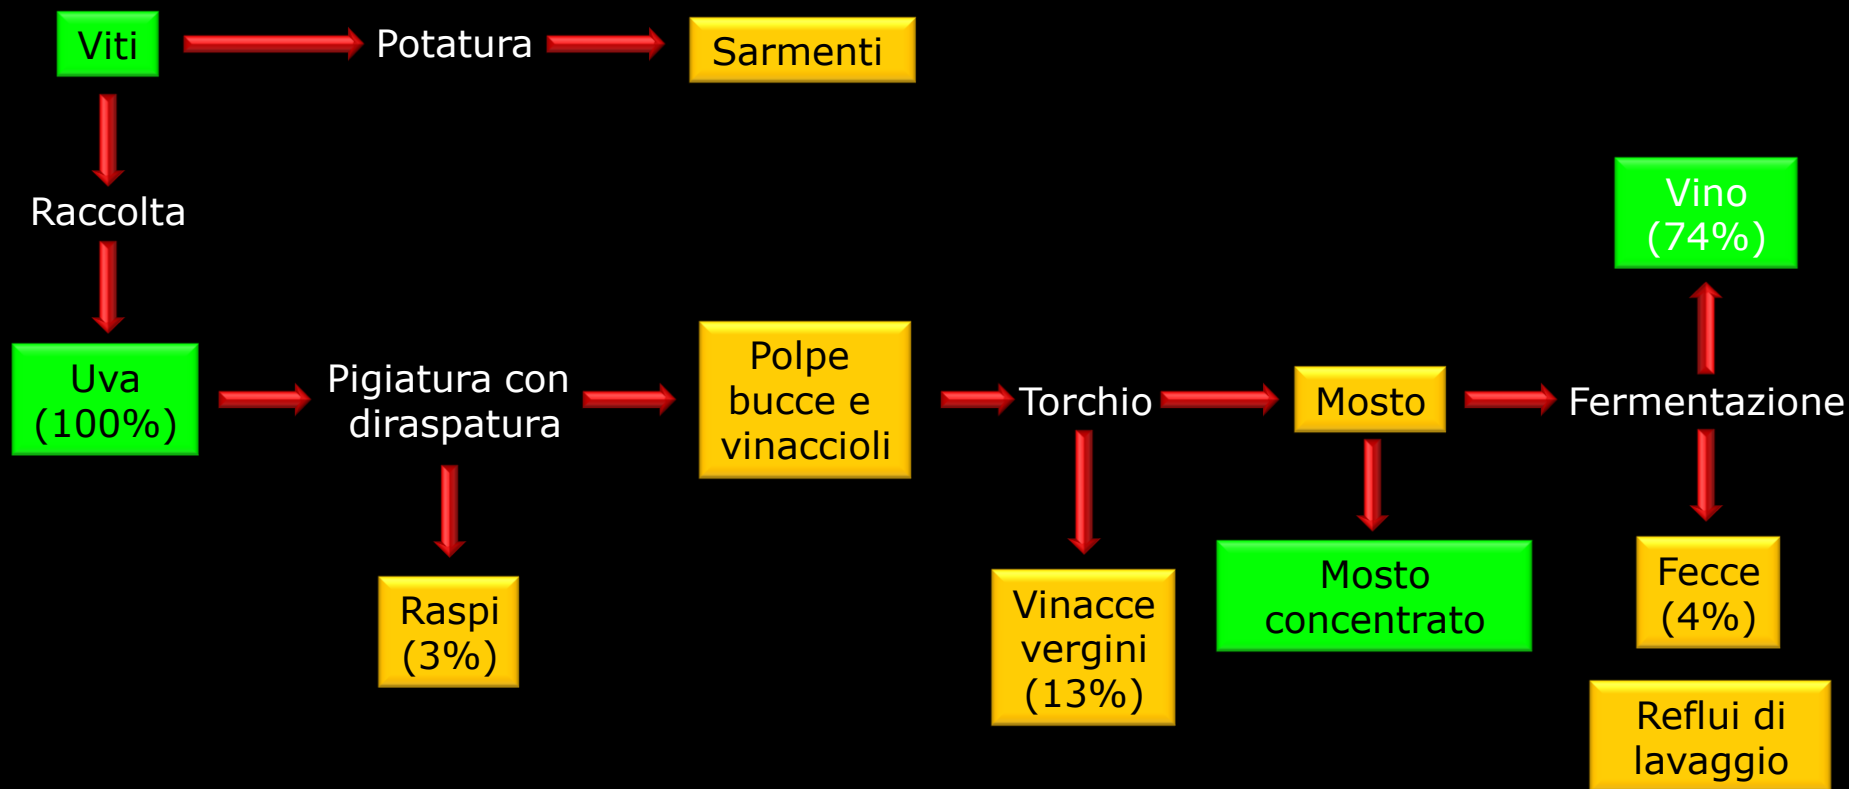 Viti
Potatura
Sarmenti
Raccolta
Vino
(74%)
Uva
(100%)
Pigiatura con
diraspatura
Polpe
bucce e
vinaccioli
Torchio
Mosto
Fermentazione
Raspi
(3%)
Vinacce
vergini
(13%)
Mosto
concentrato
Fecce
(4%)
Reflui di
lavaggio